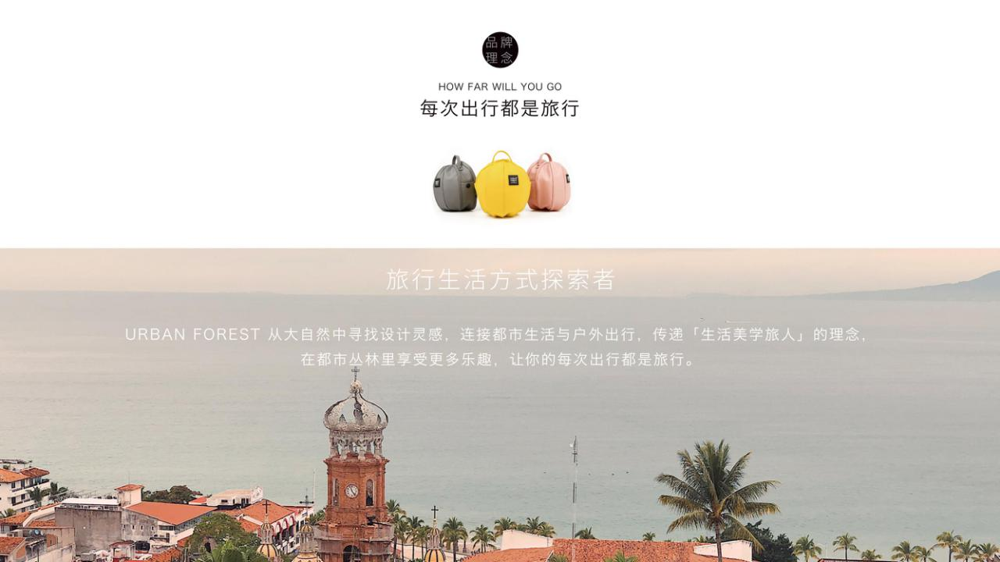 品牌
理念
HOW FAR WILL YOU GO
每次出行都是旅行
旅行生活方式探索者
URBAN FOREST 从大自然中寻找设计灵感，连接都市生活与户外出行，传递「生活美学旅人」的理念，
在都市丛林里享受更多乐趣，让你的每次出行都是旅行。